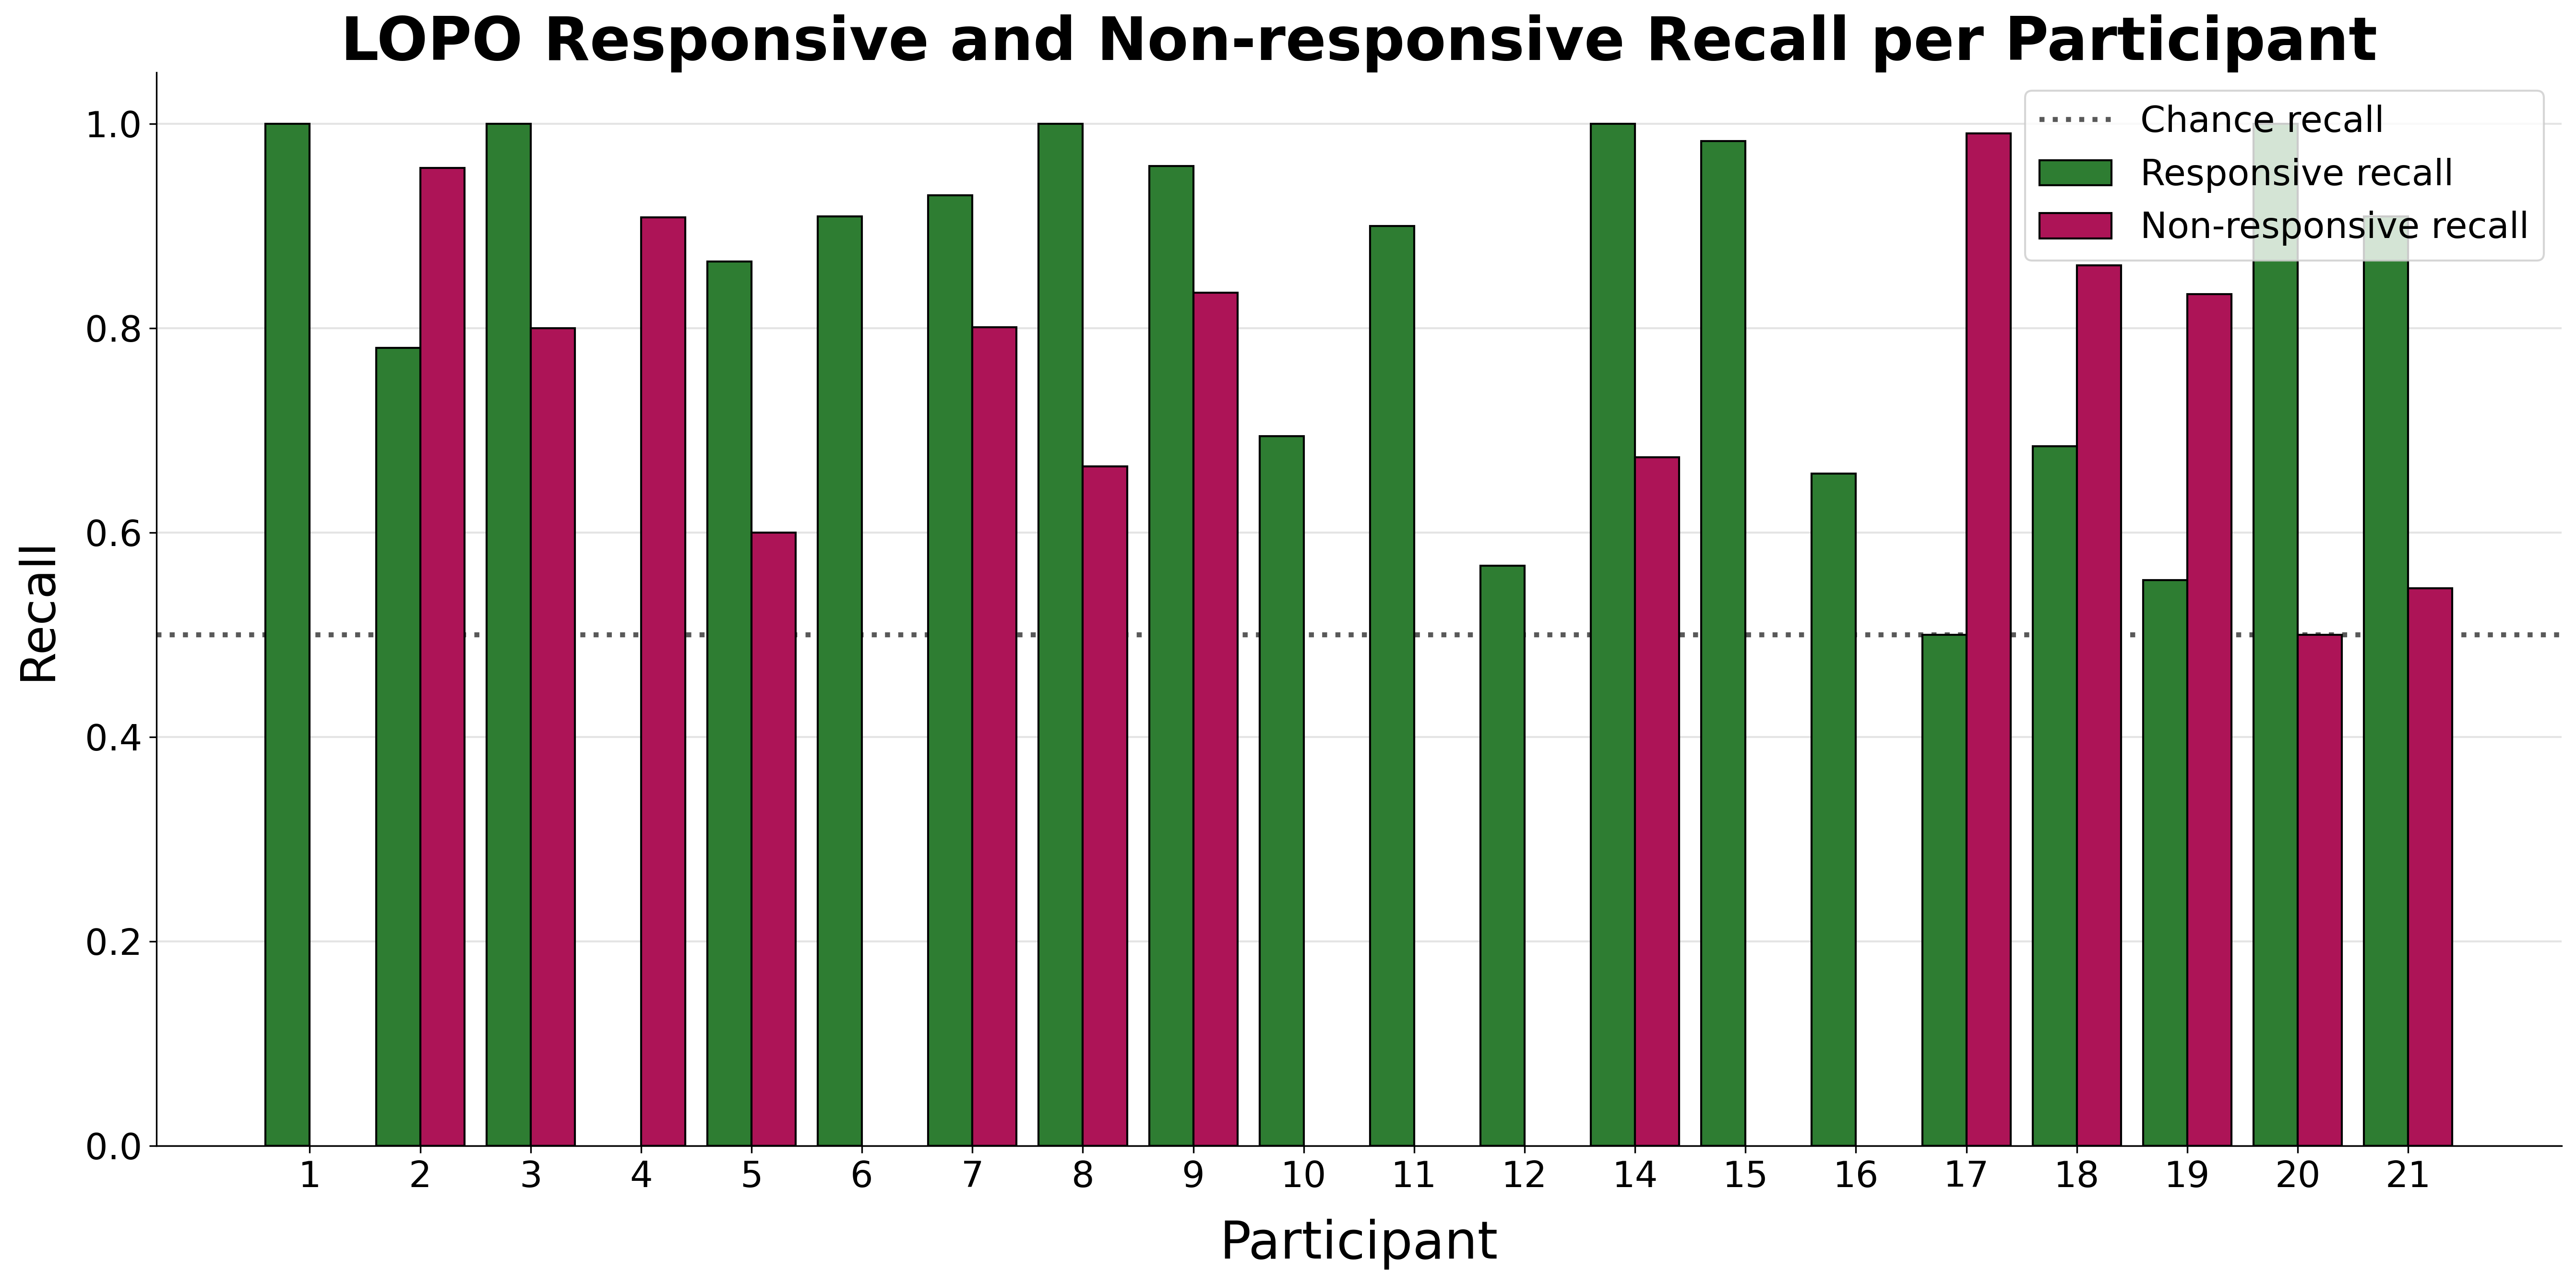 LOPO Responsive and Non-responsive Recall per Participant
Chance recall
Responsive recall
Non-responsive recall
1.0
0.8
0.6
0.4
0.2
0.0
Recall
1 2 3 4 5 6 7 8 9 10 11 12 14 15 16 17 18 19 20 21
Participant